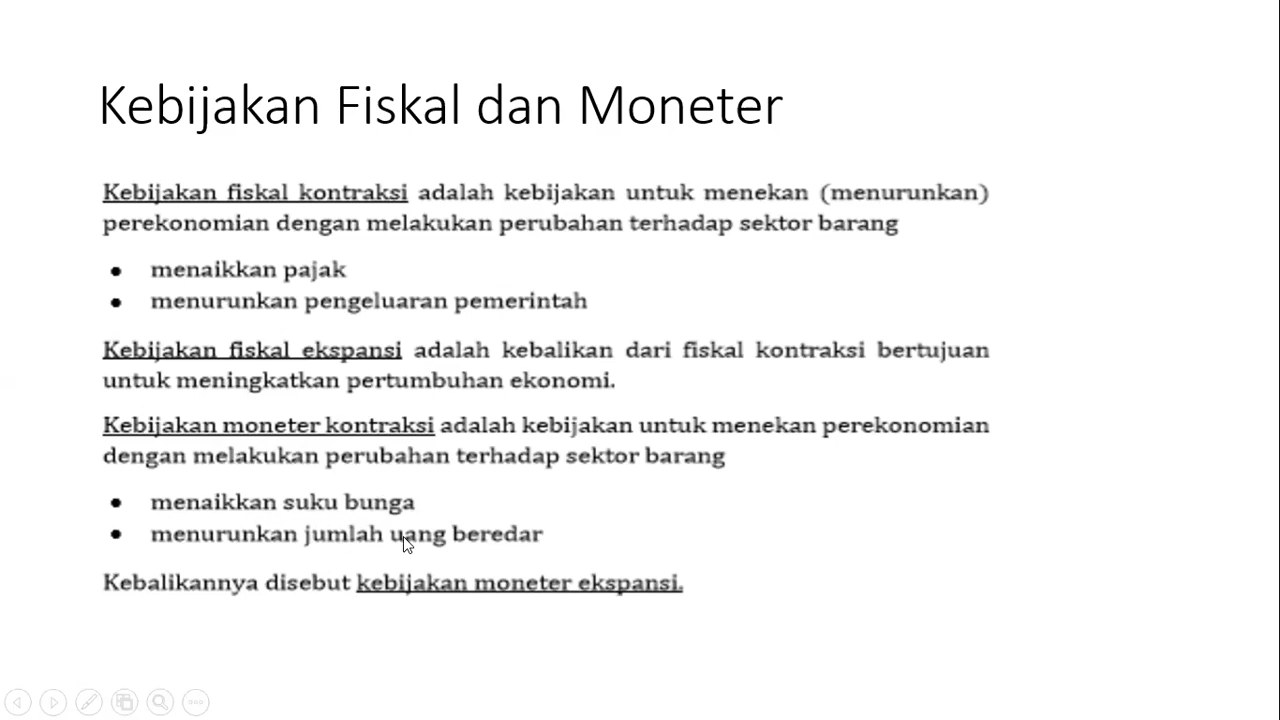 Kebijakan Fiskal dan Moneter
Kebijakan fiskal kontraksi adalah kebijakan untuk menekan (menurunkan)
perekonomian dengan melakukan perubahan terhadap sektor barang
• menaikkan pajak
• menurunkan pengeluaran pemerintah
Kebijakan fiskal ekspansi adalah kebalikan dari fiskal kontraksi bertujuan
untuk meningkatkan pertumbuhan ekonomi.
Kebijakan moneter kontraksi adalah kebijakan untuk menekan perekonomian
dengan melakukan perubahan terhadap sektor barang
• menaikkan suku bunga
• menurunkan jumlah uang beredar
Kebalikannya disebut kebijakan moneter ekspansi.